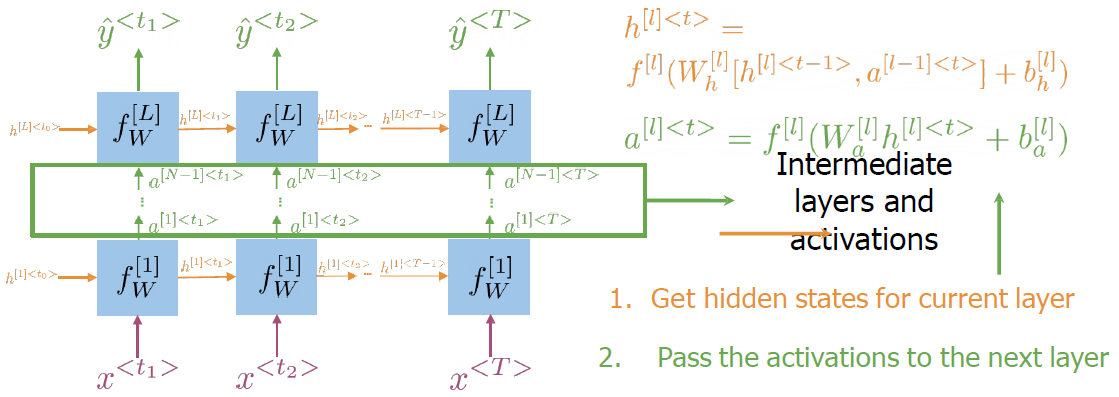 ŷ^{<t_1>} ŷ^{<t_2>} ŷ^{<T>}
h^{[L]<t_0>} f_W^{[L]} h^{[L]<t_1>} f_W^{[L]} h^{[L]<t_2>} ... h^{[L]<T-1>} f_W^{[L]}
a^{[N-1]<t_1>} a^{[N-1]<t_2>} a^{[N-1]<T>}
⋮ ⋮ ⋮
a^{[1]<t_1>} a^{[1]<t_2>} a^{[1]<T>}
h^{[1]<t_0>} f_W^{[1]} h^{[1]<t_1>} f_W^{[1]} h^{[1]<t_2>} ... h^{[1]<T-1>} f_W^{[1]}
x^{<t_1>} x^{<t_2>} x^{<T>}
h^{[l]<t>} =
f^{[l]}(W_h^{[l]}[h^{[l]<t-1>}, a^{[l-1]<t>}] + b_h^{[l]})
a^{[l]<t>} = f^{[l]}(W_a^{[l]}h^{[l]<t>} + b_a^{[l]})
Intermediate
layers and
activations
1. Get hidden states for current layer
2. Pass the activations to the next layer